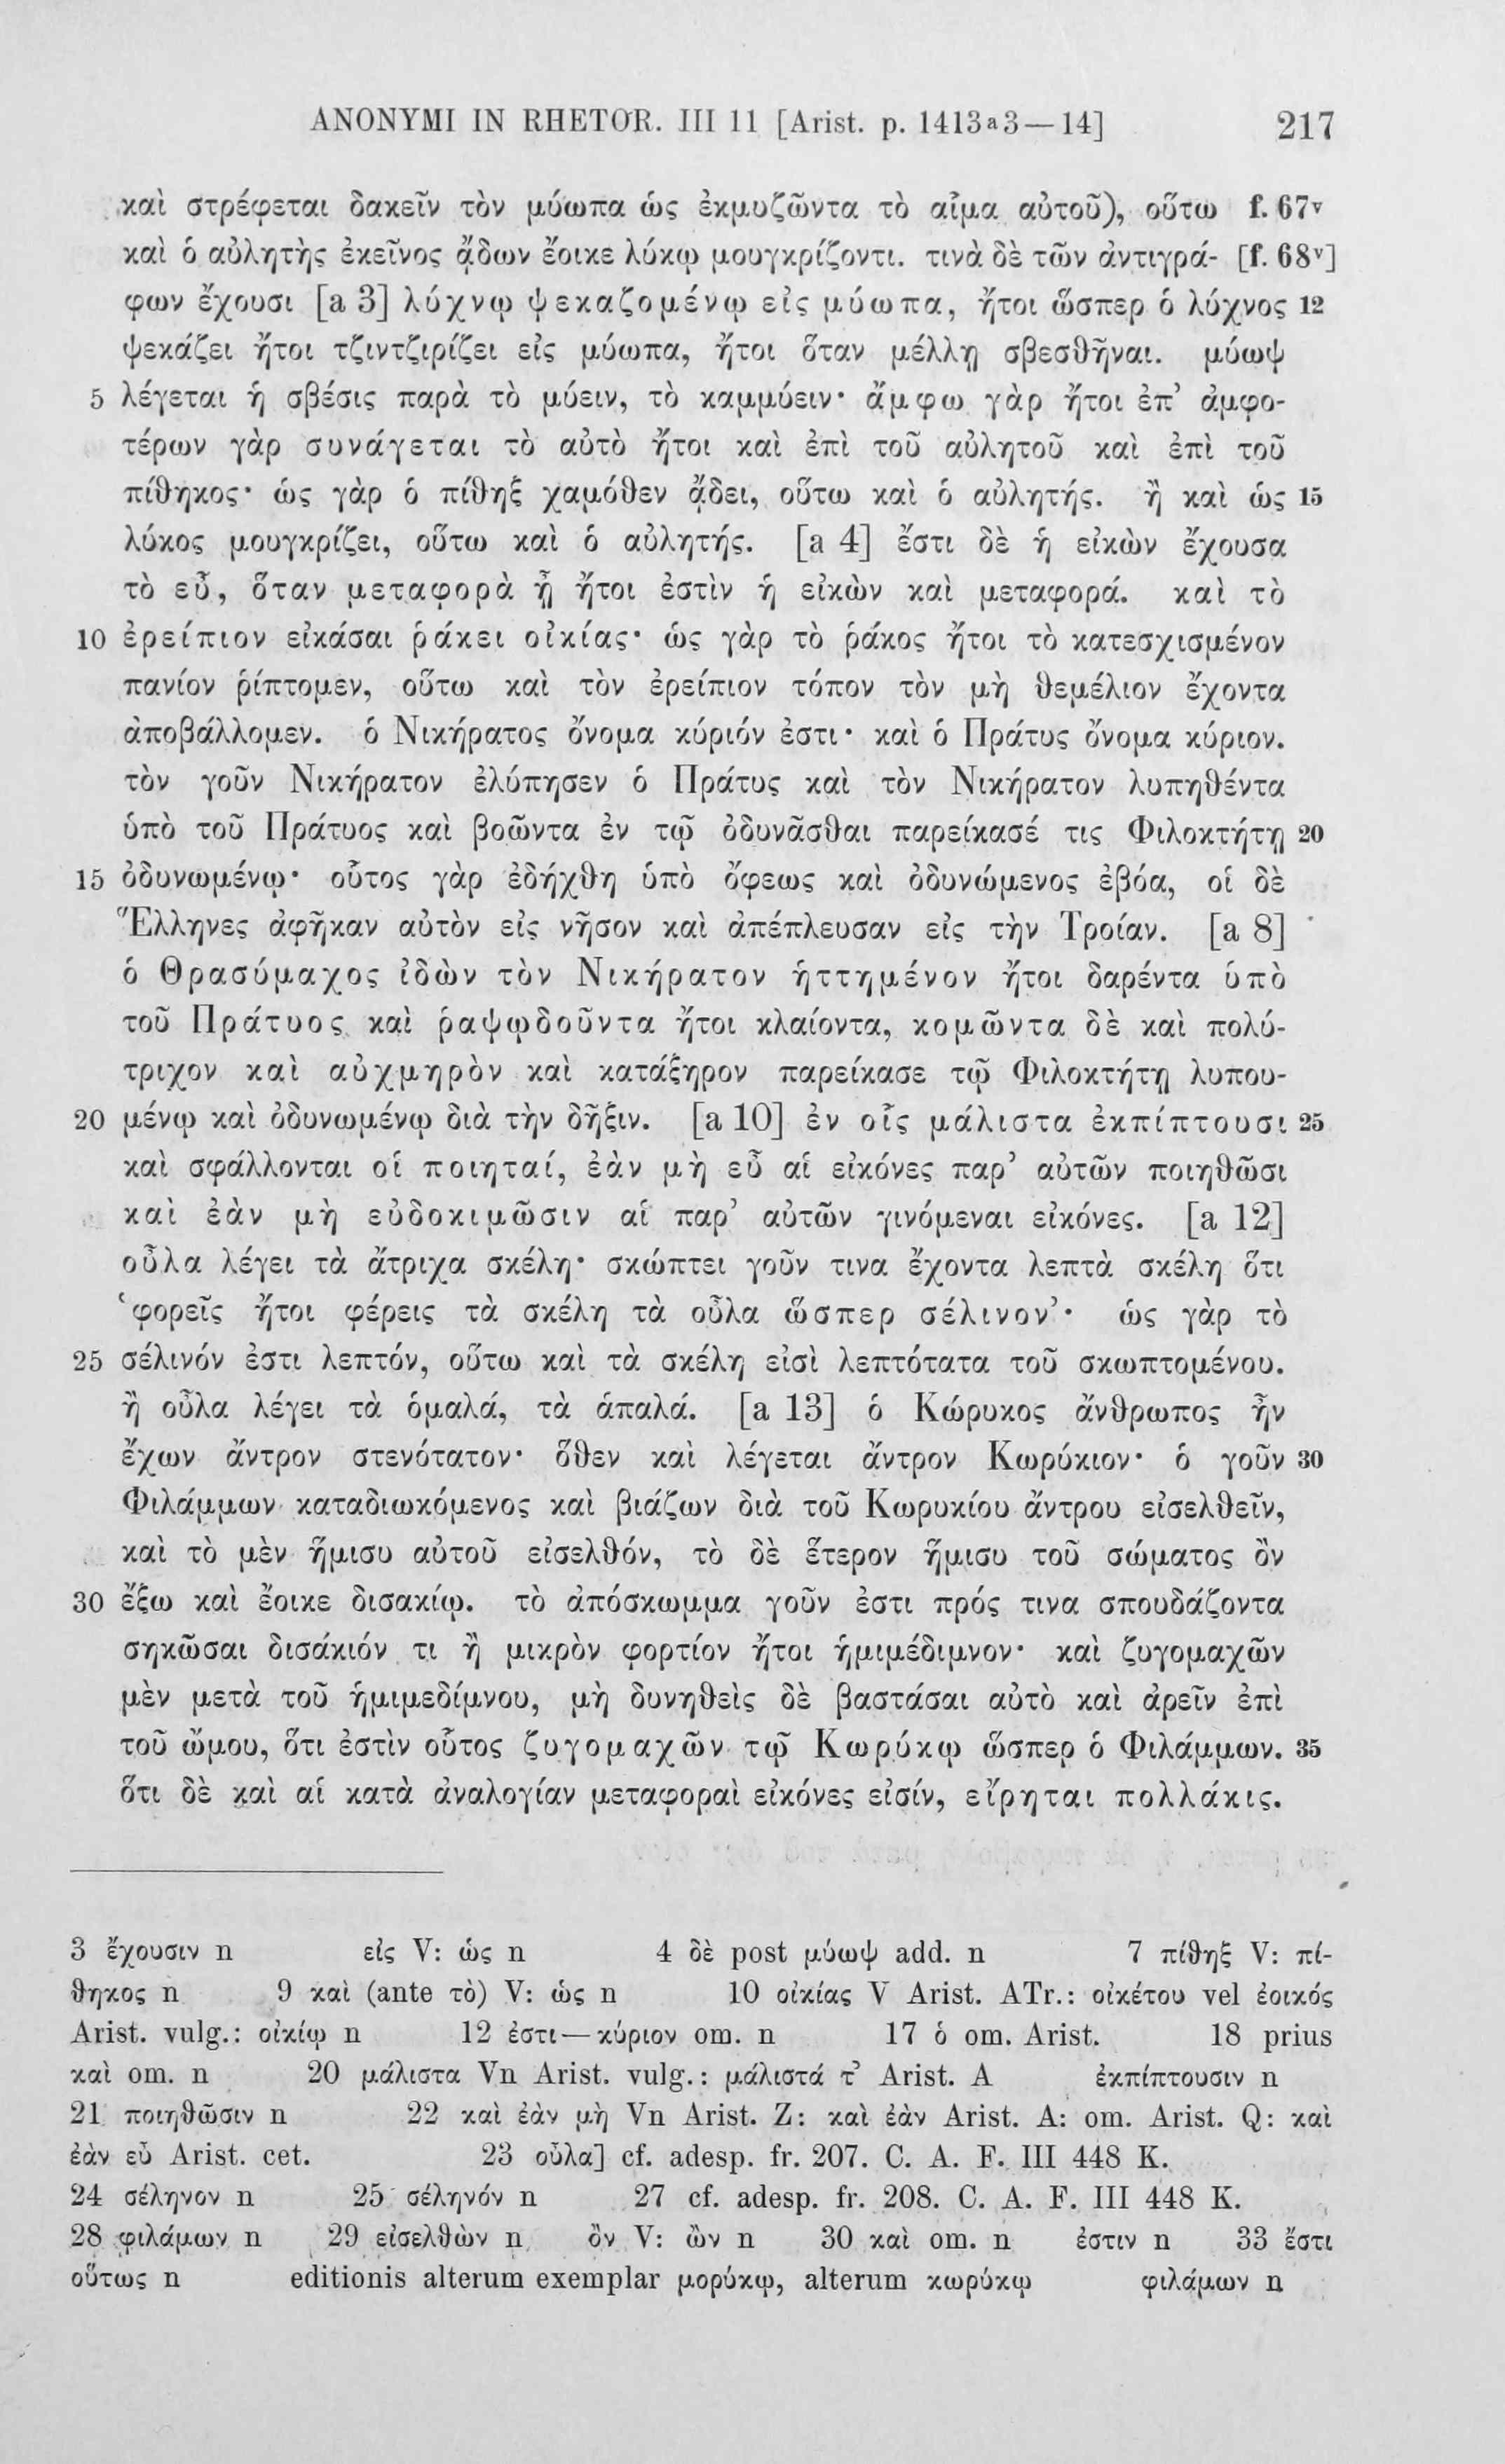 ANONYMI IN RHETOR. III 11 [Arist. p. 1413a3—14] 217
καὶ στρέφεται δακεῖν τὸν μύωπα ὡς ἐκμυζῶντα τὸ αἷμα αὐτοῦ), οὕτω f. 67v
καὶ ὁ αὐλητὴς ἐκεῖνος ᾄδων ἔοικε λύκῳ μουγκρίζοντι. τινὰ δὲ τῶν ἀντιγρά- [f. 68v]
φων ἔχουσι [a 3] λύχνῳ ψεκαζομένῳ εἰς μύωπα, ἤτοι ὥσπερ ὁ λύχνος 12
ψεκάζει ἤτοι τζιντζιρίζει εἰς μύωπα, ἤτοι ὅταν μέλλῃ σβεσθῆναι. μύωψ
5 λέγεται ἡ σβέσις παρὰ τὸ μύειν, τὸ καμμύειν· ἄμφω γὰρ ἤτοι ἐπ’ ἀμφο-
τέρων γὰρ συνάγεται τὸ αὐτὸ ἤτοι καὶ ἐπὶ τοῦ αὐλητοῦ καὶ ἐπὶ τοῦ
πίθηκος· ὡς γὰρ ὁ πίθηξ χαμόθεν ᾄδει, οὕτω καὶ ὁ αὐλητής. ἢ καὶ ὡς 15
λύκος μουγκρίζει, οὕτω καὶ ὁ αὐλητής. [a 4] ἔστι δὲ ἡ εἰκὼν ἔχουσα
τὸ εὖ, ὅταν μεταφορὰ ᾖ ἤτοι ἐστὶν ἡ εἰκὼν καὶ μεταφορά. καὶ τὸ
10 ἐρείπιον εἰκάσαι ῥάκει οἰκίας· ὡς γὰρ τὸ ῥάκος ἤτοι τὸ κατεσχισμένον
πανίον ῥίπτομεν, οὕτω καὶ τὸν ἐρείπιον τόπον τὸν μὴ θεμέλιον ἔχοντα
ἀποβάλλομεν. ὁ Νικήρατος ὄνομα κύριόν ἐστι· καὶ ὁ Πράτυς ὄνομα κύριον.
τὸν γοῦν Νικήρατον ἐλύπησεν ὁ Πράτυς καὶ τὸν Νικήρατον λυπηθέντα
ὑπὸ τοῦ Πράτυος καὶ βοῶντα ἐν τῷ ὀδυνᾶσθαι παρείκασέ τις Φιλοκτήτῃ 20
15 ὀδυνωμένῳ· οὗτος γὰρ ἐδήχθη ὑπὸ ὄφεως καὶ ὀδυνώμενος ἐβόα, οἱ δὲ
Ἕλληνες ἀφῆκαν αὐτὸν εἰς νῆσον καὶ ἀπέπλευσαν εἰς τὴν Τροίαν. [a 8]
ὁ Θρασύμαχος ἰδὼν τὸν Νικήρατον ἡττημένον ἤτοι δαρέντα ὑπὸ
τοῦ Πράτυος καὶ ῥαψῳδοῦντα ἤτοι κλαίοντα, κομῶντα δὲ καὶ πολύ-
τριχον καὶ αὐχμηρὸν καὶ κατάξηρον παρείκασε τῷ Φιλοκτήτῃ λυπου-
20 μένῳ καὶ ὀδυνωμένῳ διὰ τὴν δῆξιν. [a 10] ἐν οἷς μάλιστα ἐκπίπτουσι 25
καὶ σφάλλονται οἱ ποιηταί, ἐὰν μὴ εὖ αἱ εἰκόνες παρ’ αὐτῶν ποιηθῶσι
καὶ ἐὰν μὴ εὐδοκιμῶσιν αἱ παρ’ αὐτῶν γινόμεναι εἰκόνες. [a 12]
οὖλα λέγει τὰ ἄτριχα σκέλη· σκώπτει γοῦν τινα ἔχοντα λεπτὰ σκέλη ὅτι
‘φορεῖς ἤτοι φέρεις τὰ σκέλη τὰ οὖλα ὥσπερ σέλινον’· ὡς γὰρ τὸ
25 σέλινόν ἐστι λεπτόν, οὕτω καὶ τὰ σκέλη εἰσὶ λεπτότατα τοῦ σκωπτομένου.
ἢ οὖλα λέγει τὰ ὁμαλά, τὰ ἁπαλά. [a 13] ὁ Κώρυκος ἄνθρωπος ἦν
ἔχων ἄντρον στενότατον· ὅθεν καὶ λέγεται ἄντρον Κωρύκιον· ὁ γοῦν 30
Φιλάμμων καταδιωκόμενος καὶ βιάζων διὰ τοῦ Κωρυκίου ἄντρου εἰσελθεῖν,
καὶ τὸ μὲν ἥμισυ αὐτοῦ εἰσελθόν, τὸ δὲ ἕτερον ἥμισυ τοῦ σώματος ὂν
30 ἔξω καὶ ἔοικε δισακίῳ. τὸ ἀπόσκωμμα γοῦν ἐστι πρός τινα σπουδάζοντα
σηκῶσαι δισάκιόν τι ἢ μικρὸν φορτίον ἤτοι ἡμιμέδιμνον· καὶ ζυγομαχῶν
μὲν μετὰ τοῦ ἡμιμεδίμνου, μὴ δυνηθεὶς δὲ βαστάσαι αὐτὸ καὶ ἀρεῖν ἐπὶ
τοῦ ὤμου, ὅτι ἐστὶν οὗτος ζυγομαχῶν τῷ Κωρύκῳ ὥσπερ ὁ Φιλάμμων. 35
ὅτι δὲ καὶ αἱ κατὰ ἀναλογίαν μεταφοραὶ εἰκόνες εἰσίν, εἴρηται πολλάκις.
3 ἔχουσιν n εἰς V: ὡς n 4 δὲ post μύωψ add. n 7 πίθηξ V: πί-
θηκος n 9 καὶ (ante τὸ) V: ὡς n 10 οἰκίας V Arist. ATr.: οἰκέτου vel ἐοικός
Arist. vulg.: οἰκίῳ n 12 ἐστι—κύριον om. n 17 ὁ om. Arist. 18 prius
καὶ om. n 20 μάλιστα Vn Arist. vulg.: μάλιστά τ’ Arist. A ἐκπίπτουσιν n
21 ποιηθῶσιν n 22 καὶ ἐὰν μὴ Vn Arist. Z: καὶ ἐὰν Arist. A: om. Arist. Q: καὶ
ἐὰν εὖ Arist. cet. 23 οὖλα] cf. adesp. fr. 207. C. A. F. III 448 K.
24 σέληνον n 25 σέληνόν n 27 cf. adesp. fr. 208. C. A. F. III 448 K.
28 φιλάμων n 29 εἰσελθὼν n ὂν V: ὢν n 30 καὶ om. n ἐστιν n 33 ἔστι
οὕτως n editionis alterum exemplar μορύκῳ, alterum κωρύκῳ φιλάμων n